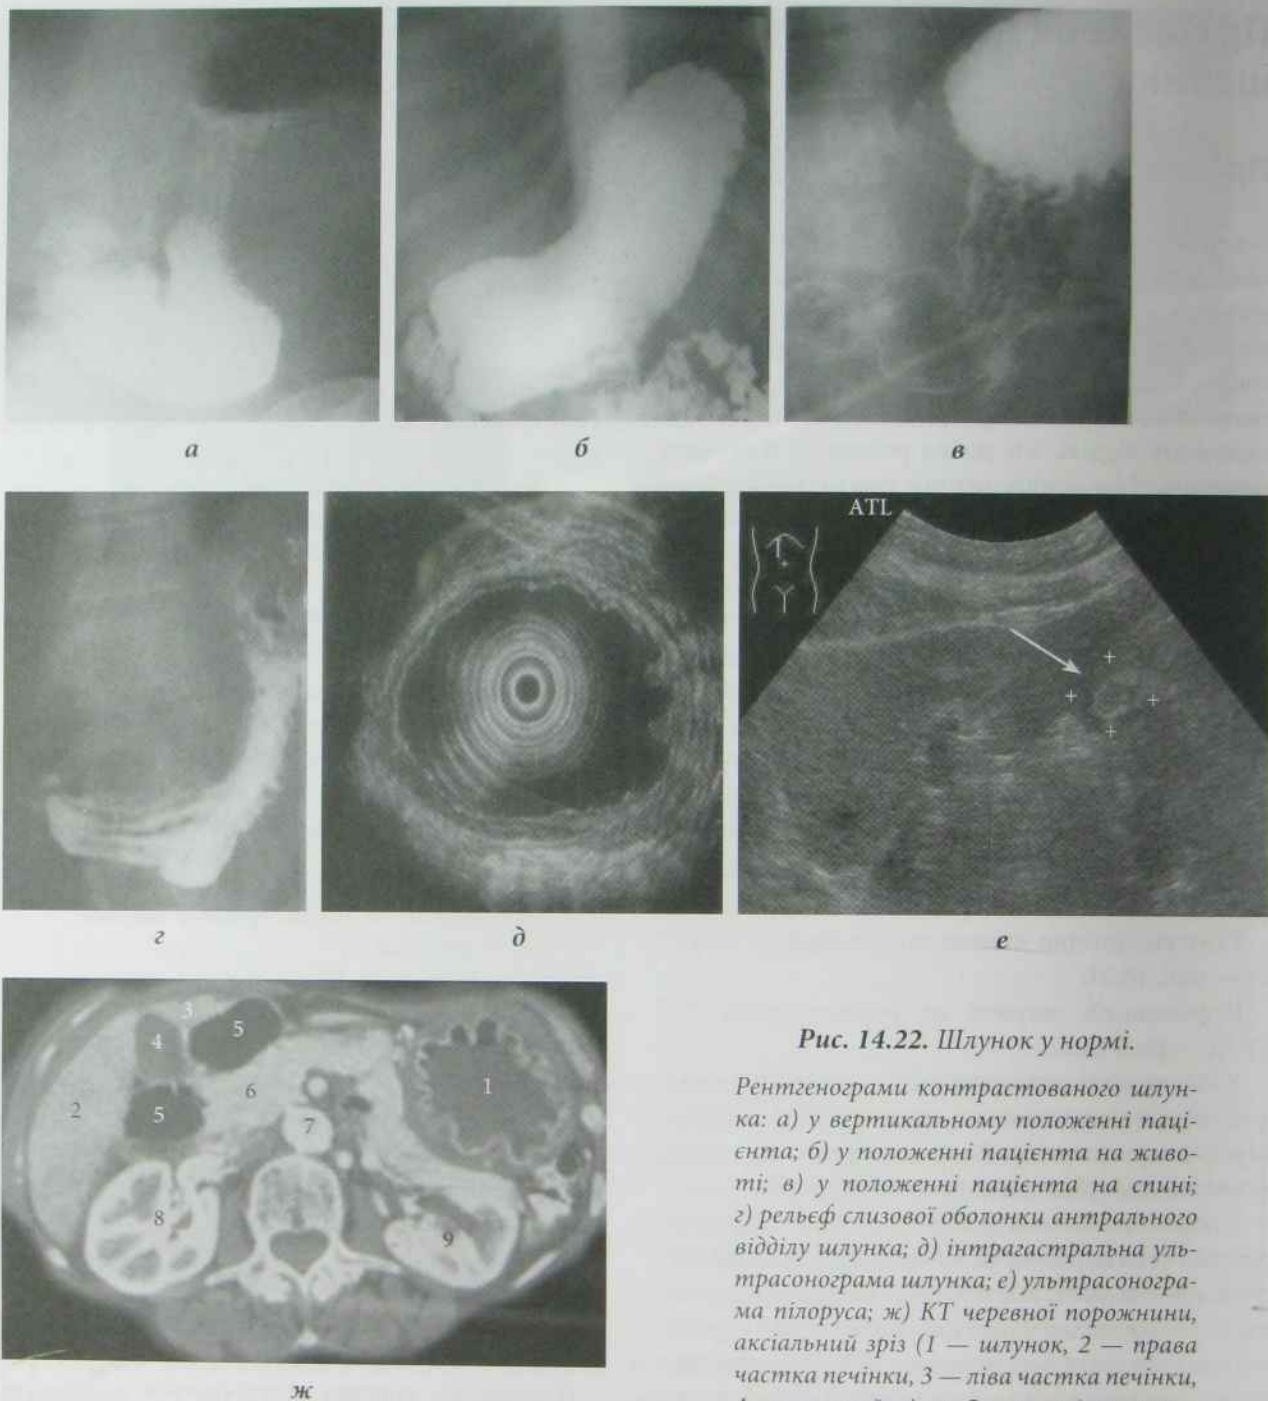 а
б
в
ATL
г
д
е
3
4
5
1
2
6
5
7
8
9
ж
Рис. 14.22. Шлунок у нормі.
Рентгенограми контрастованого шлун-
ка: а) у вертикальному положенні паці-
єнта; б) у положенні пацієнта на живо-
ті; в) у положенні пацієнта на спині;
г) рельєф слизової оболонки антрального
відділу шлунка; д) інтрагастральна уль-
трасонограма шлунка; е) ультрасоногра-
ма пілоруса; ж) КТ черевної порожнини,
аксіальний зріз (1 — шлунок, 2 — права
частка печінки, 3 — ліва частка печінки,